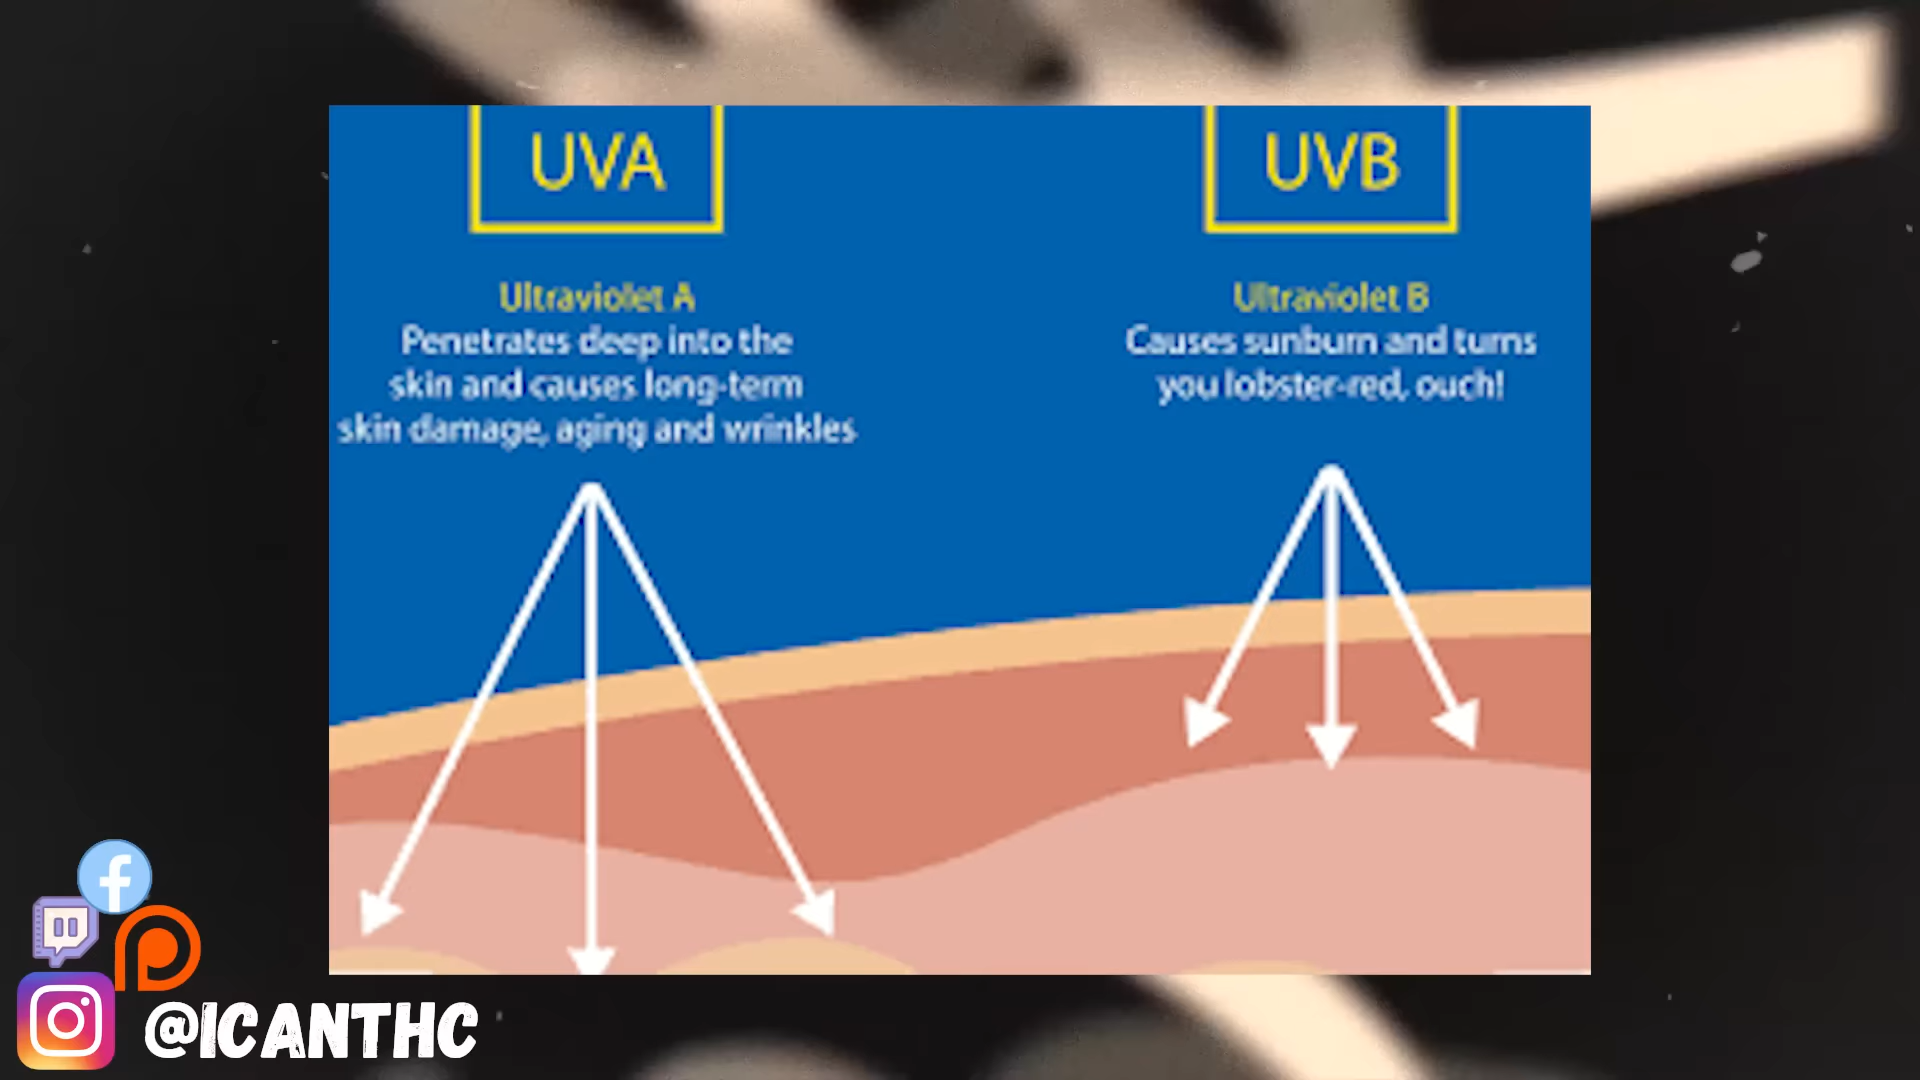 UVA
Ultraviolet A
Penetrates deep into the
skin and causes long-term
skin damage, aging and wrinkles
UVB
Ultraviolet B
Causes sunburn and turns
you lobster-red, ouch!
@ICANTHC